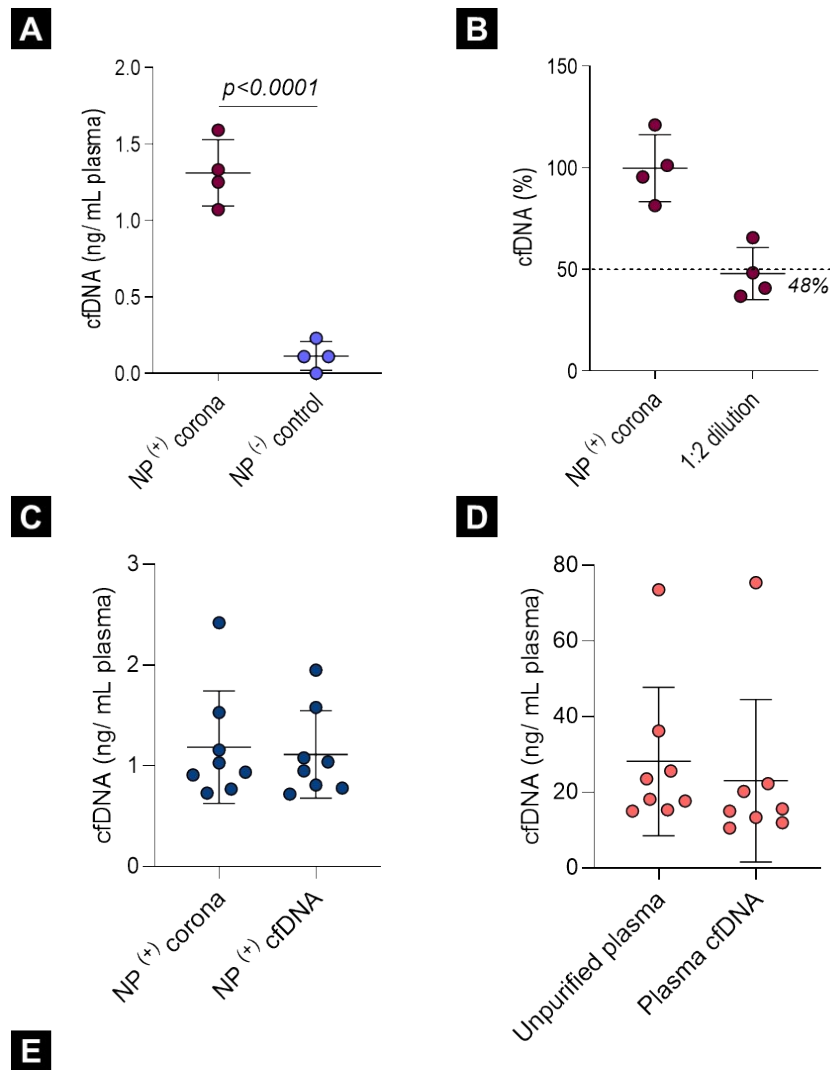 A
cfDNA (ng/ mL plasma)
2.0
1.5
1.0
0.5
0.0
p<0.0001
NP (+) corona
NP (-) control
B
cfDNA (%)
150
100
50
0
48%
NP (+) corona
1:2 dilution
C
cfDNA (ng/ mL plasma)
3
2
1
0
NP (+) corona
NP (+) cfDNA
D
cfDNA (ng/ mL plasma)
80
60
40
20
0
Unpurified plasma
Plasma cfDNA
E